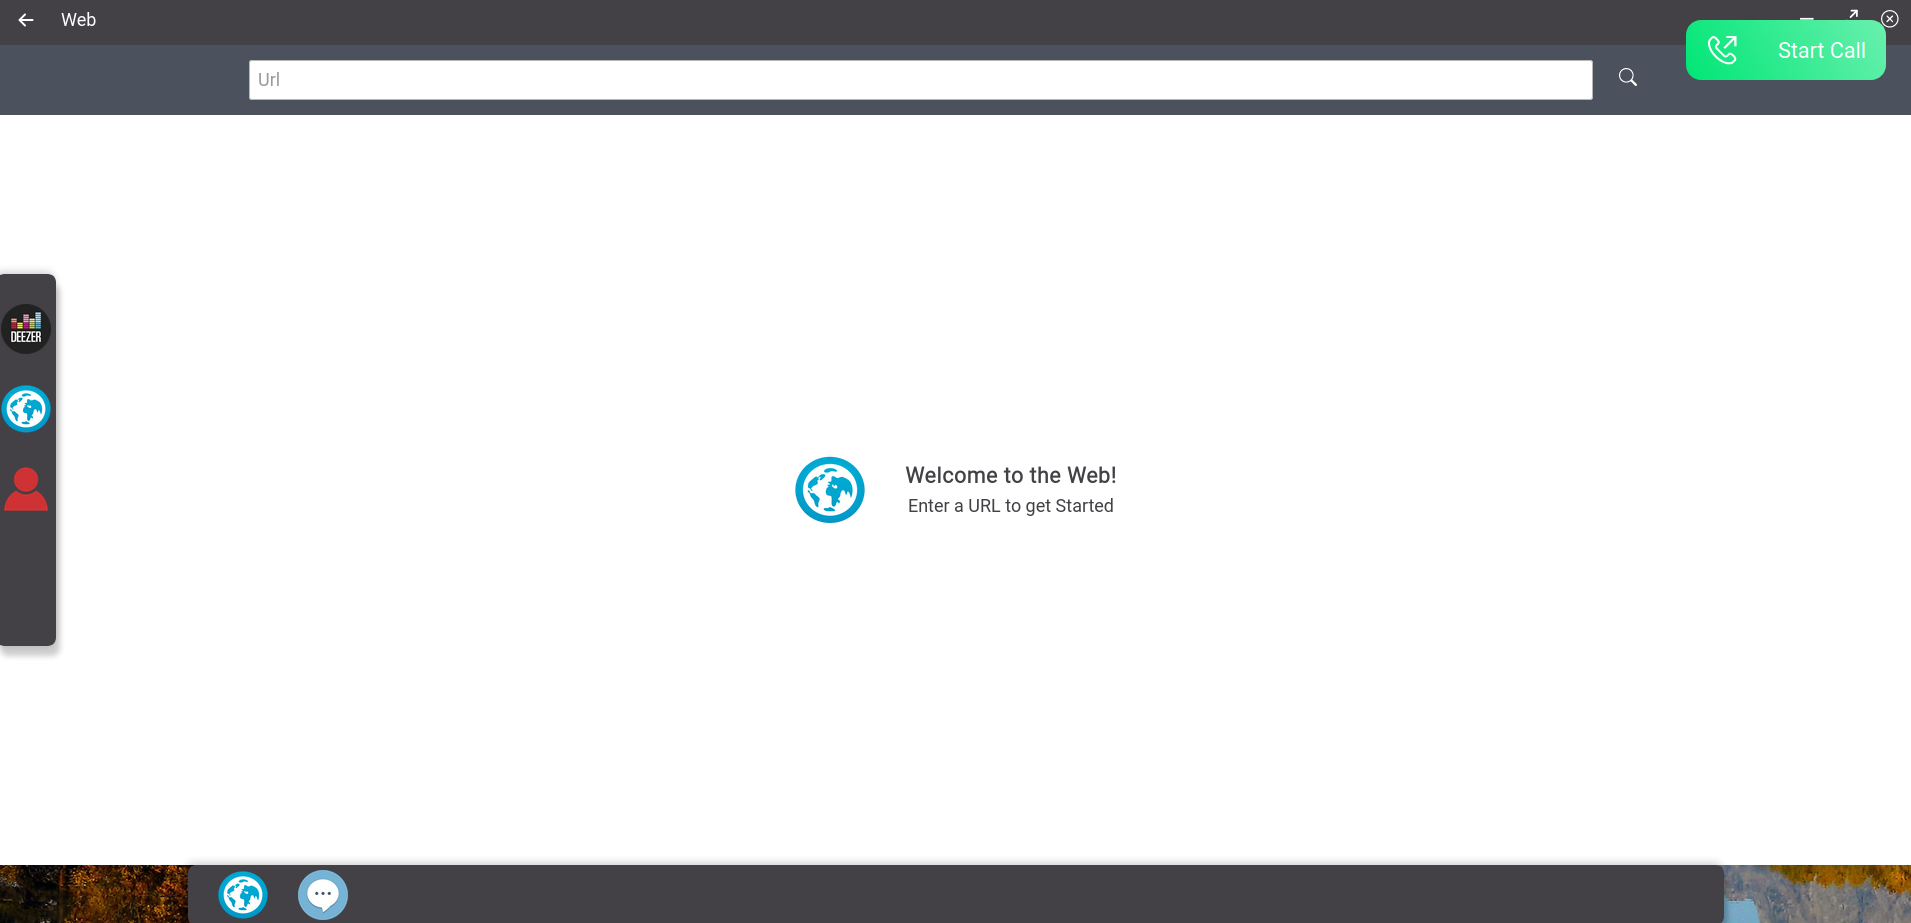 Web
Start Call
Url
DEEZER
Welcome to the Web!
Enter a URL to get Started